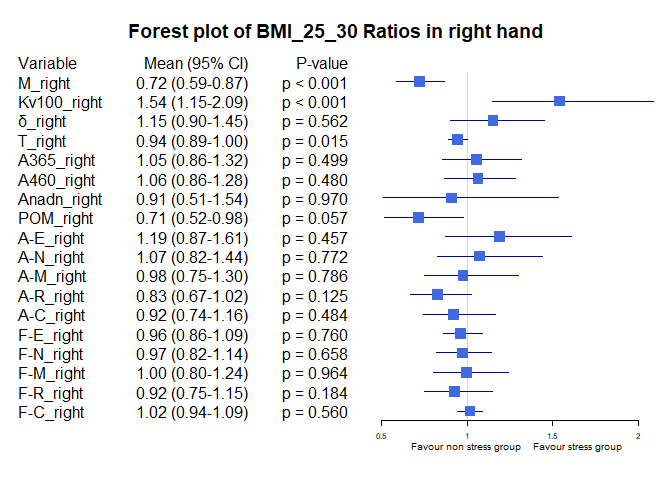 Forest plot of BMI_25_30 Ratios in right hand
Variable Mean (95% CI) P-value
M_right 0.72 (0.59-0.87) p < 0.001
Kv100_right 1.54 (1.15-2.09) p < 0.001
δ_right 1.15 (0.90-1.45) p = 0.562
T_right 0.94 (0.89-1.00) p = 0.015
A365_right 1.05 (0.86-1.32) p = 0.499
A460_right 1.06 (0.86-1.28) p = 0.480
Anadn_right 0.91 (0.51-1.54) p = 0.970
POM_right 0.71 (0.52-0.98) p = 0.057
A-E_right 1.19 (0.87-1.61) p = 0.457
A-N_right 1.07 (0.82-1.44) p = 0.772
A-M_right 0.98 (0.75-1.30) p = 0.786
A-R_right 0.83 (0.67-1.02) p = 0.125
A-C_right 0.92 (0.74-1.16) p = 0.484
F-E_right 0.96 (0.86-1.09) p = 0.760
F-N_right 0.97 (0.82-1.14) p = 0.658
F-M_right 1.00 (0.80-1.24) p = 0.964
F-R_right 0.92 (0.75-1.15) p = 0.184
F-C_right 1.02 (0.94-1.09) p = 0.560
0.5 1 1.5 2
Favour non stress group Favour stress group